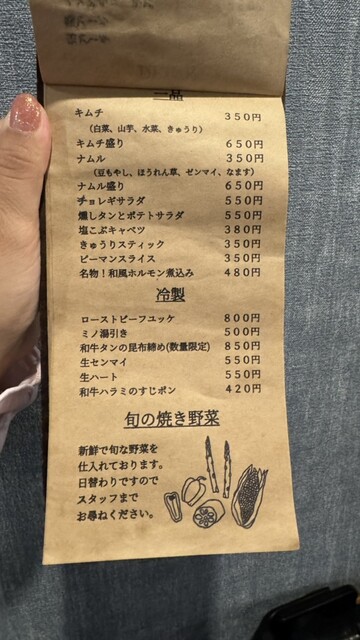 一品
キムチ 350円
(白菜、山芋、水菜、きゅうり)
キムチ盛り 650円
ナムル 350円
(豆もやし、ほうれん草、ゼンマイ、なます)
ナムル盛り 650円
チョレギサラダ 550円
燻しタンとポテトサラダ 550円
塩こぶキャベツ 380円
きゅうりスティック 350円
ピーマンスライス 350円
名物！和風ホルモン煮込み 480円
冷製
ローストビーフユッケ 800円
ミノ湯引き 500円
和牛タンの昆布締め(数量限定) 850円
生センマイ 550円
生ハート 550円
和牛ハラミのすじポン 420円
旬の焼き野菜
新鮮で旬な野菜を
仕入れております。
日替わりですので
スタッフまで
お尋ねください。